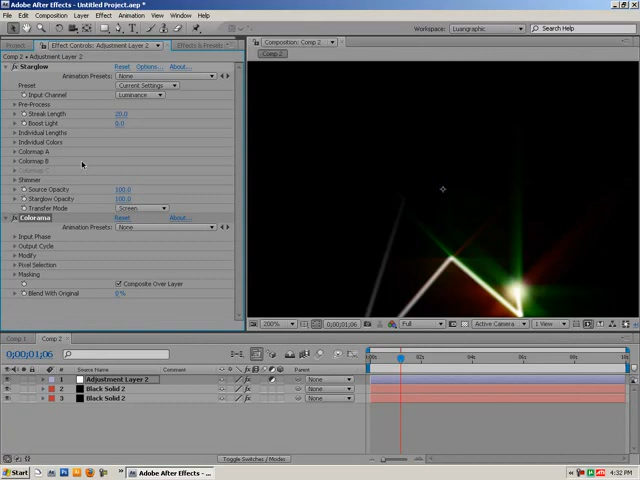 Adobe After Effects - Untitled Project.aep *
File Edit Composition Layer Effect Animation View Window Help
Workspace: Luangraphic Search Help
Project Effect Controls: Adjustment Layer 2 Effects & Presets
Composition: Comp 2
Comp 2 • Adjustment Layer 2
Comp 2
fx Starglow Reset Options... About...
Animation Presets: None
Preset Current Settings
Input Channel Luminance
Pre-Process
Streak Length 20.0
Boost Light 0.0
Individual Lengths
Individual Colors
Colormap A
Colormap B
Colormap C
Shimmer
Source Opacity 100.0
Starglow Opacity 100.0
Transfer Mode Screen
fx Colorama Reset About...
Animation Presets: None
Input Phase
Output Cycle
Modify
Pixel Selection
Masking
Composite Over Layer
Blend With Original 0 %
200% 0;00;01;06 Full Active Camera 1 View
Comp 1 Comp 2
0;00;01;06
02s 04s 06s 08s
# Source Name Comment Parent
1 Adjustment Layer 2 None
2 Black Solid 2 None
3 Black Solid 2 None
Toggle Switches / Modes
Start Adobe After Effects - ... 4:32 PM